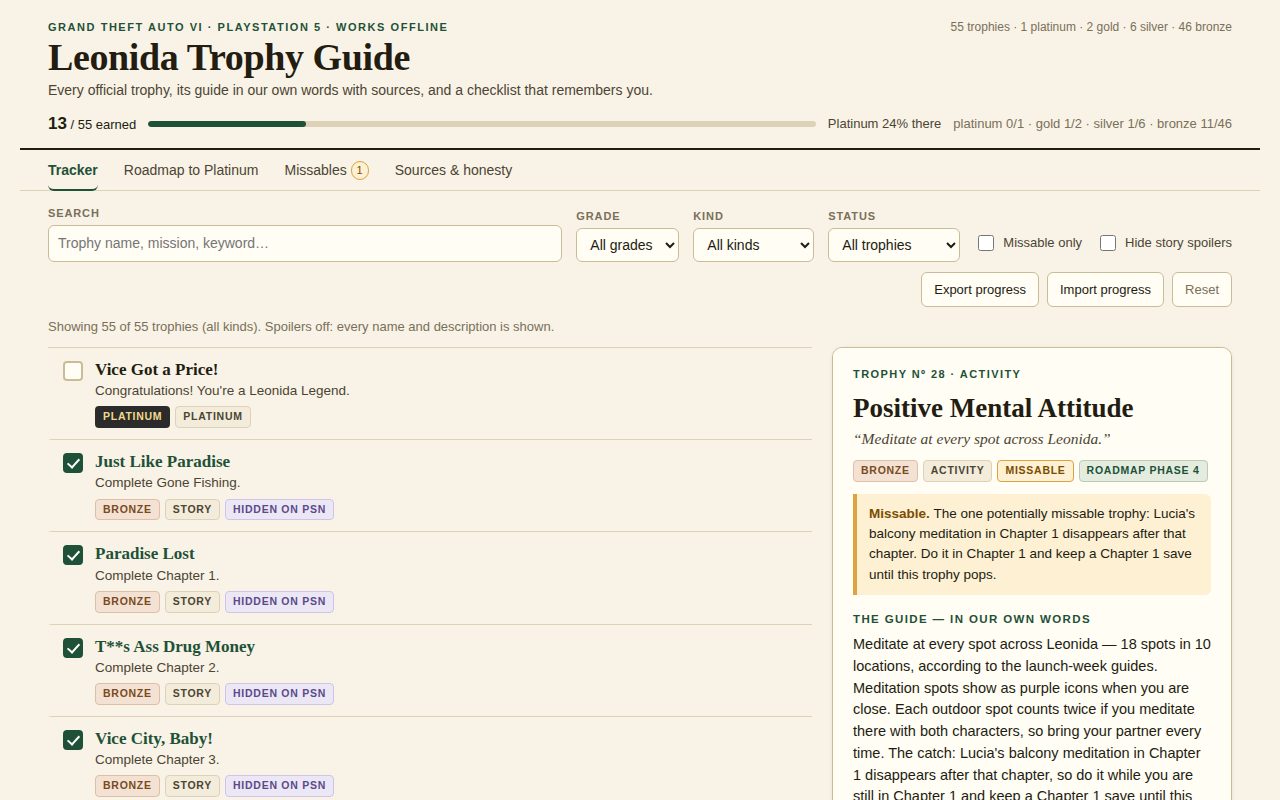 GRAND THEFT AUTO VI · PLAYSTATION 5 · WORKS OFFLINE
55 trophies · 1 platinum · 2 gold · 6 silver · 46 bronze
Leonida Trophy Guide
Every official trophy, its guide in our own words with sources, and a checklist that remembers you.
13 / 55 earned
Platinum 24% there
platinum 0/1 · gold 1/2 · silver 1/6 · bronze 11/46
Tracker
Roadmap to Platinum
Missables 1
Sources & honesty
SEARCH
GRADE
KIND
STATUS
Trophy name, mission, keyword…
All grades
All kinds
All trophies
Missable only
Hide story spoilers
Export progress
Import progress
Reset
Showing 55 of 55 trophies (all kinds). Spoilers off: every name and description is shown.
Vice Got a Price!
Congratulations! You're a Leonida Legend.
PLATINUM PLATINUM
Just Like Paradise
Complete Gone Fishing.
BRONZE STORY HIDDEN ON PSN
Paradise Lost
Complete Chapter 1.
BRONZE STORY HIDDEN ON PSN
T**s Ass Drug Money
Complete Chapter 2.
BRONZE STORY HIDDEN ON PSN
Vice City, Baby!
Complete Chapter 3.
BRONZE STORY HIDDEN ON PSN
TROPHY Nº 28 · ACTIVITY
Positive Mental Attitude
“Meditate at every spot across Leonida.”
BRONZE ACTIVITY MISSABLE ROADMAP PHASE 4
Missable. The one potentially missable trophy: Lucia's
balcony meditation in Chapter 1 disappears after that
chapter. Do it in Chapter 1 and keep a Chapter 1 save
until this trophy pops.
THE GUIDE — IN OUR OWN WORDS
Meditate at every spot across Leonida — 18 spots in 10
locations, according to the launch-week guides.
Meditation spots show as purple icons when you are
close. Each outdoor spot counts twice if you meditate
there with both characters, so bring your partner every
time. The catch: Lucia's balcony meditation in Chapter
1 disappears after that chapter, so do it while you are
still in Chapter 1 and keep a Chapter 1 save until this